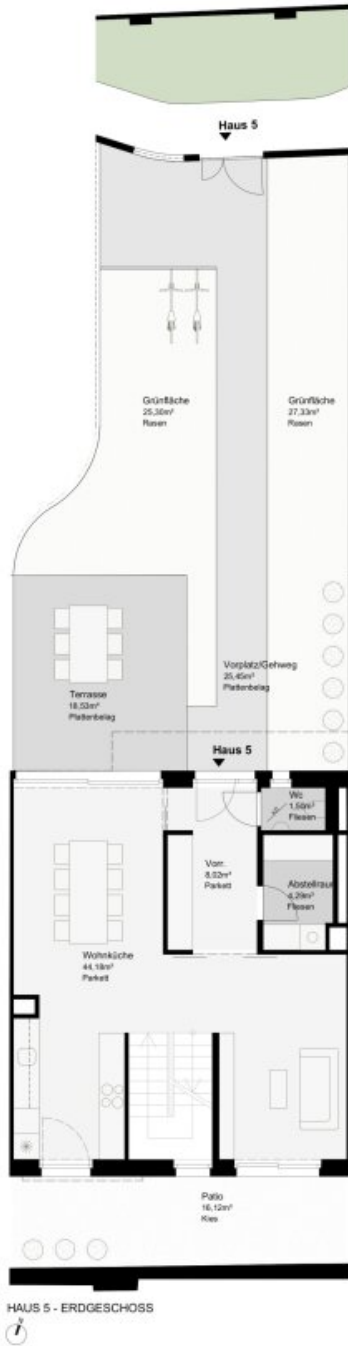 Haus 5
Grünfläche
25,30m²
Rasen
Grünfläche
27,33m²
Rasen
Vorplatz/Gehweg
25,45m²
Plattenbelag
Terrasse
18,53m²
Plattenbelag
Haus 5
Wc
1,50m²
Fliesen
Vorr.
8,02m²
Parkett
Abstellrau
4,29m²
Fliesen
Wohnküche
44,18m²
Parkett
Patio
16,12m²
Kies
HAUS 5 - ERDGESCHOSS
N